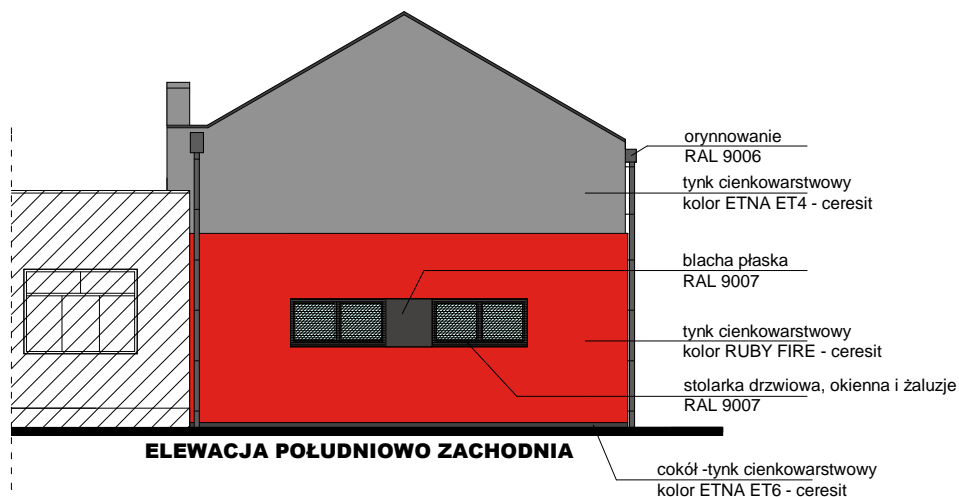 orynnowanie
RAL 9006
tynk cienkowarstwowy
kolor ETNA ET4 - ceresit
blacha płaska
RAL 9007
tynk cienkowarstwowy
kolor RUBY FIRE - ceresit
stolarka drzwiowa, okienna i żaluzje
RAL 9007
ELEWACJA POŁUDNIOWO ZACHODNIA
cokół -tynk cienkowarstwowy
kolor ETNA ET6 - ceresit